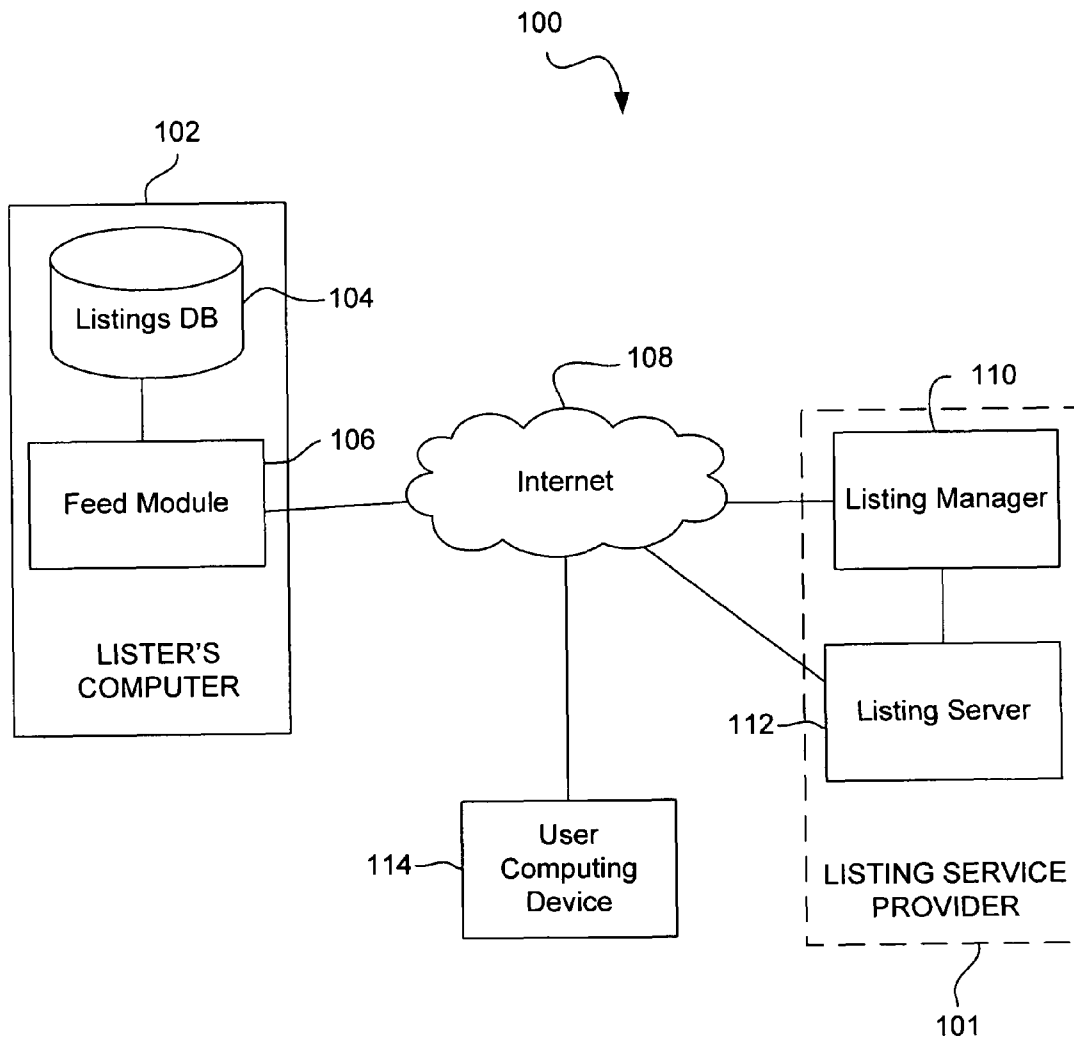 100
102
Listings DB
104
108
110
106
Feed Module
Internet
Listing Manager
LISTER'S
COMPUTER
112
Listing Server
114
User
Computing
Device
LISTING SERVICE
PROVIDER
101